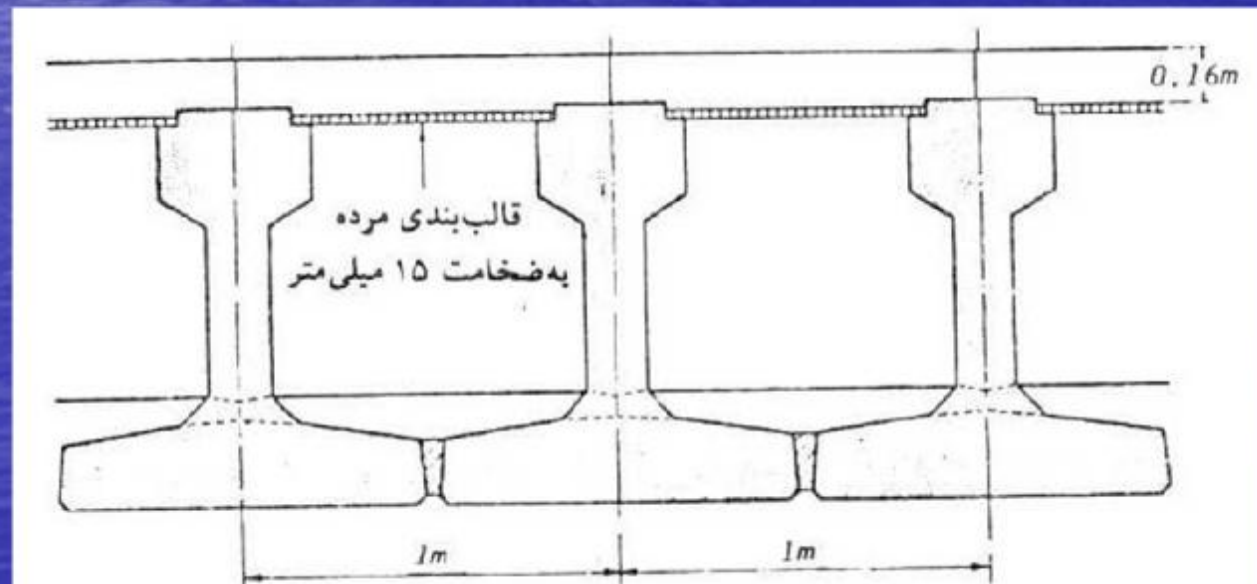 0.16m
قالب‌بندی مرده
به‌ضخامت ۱۵ میلی‌متر
1m
1m